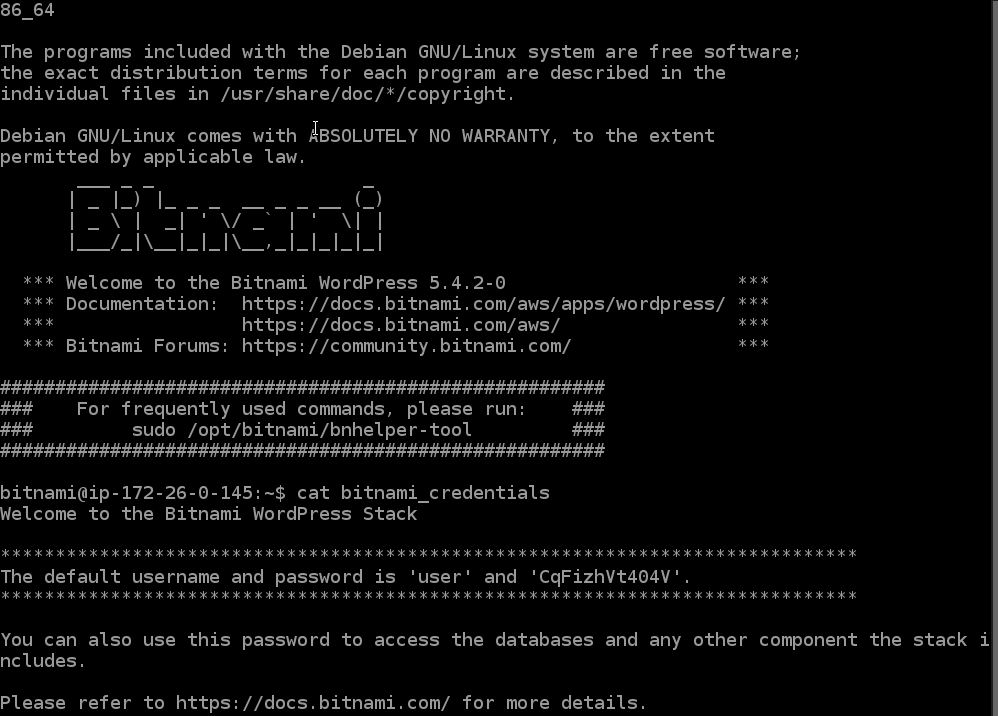 86_64
The programs included with the Debian GNU/Linux system are free software;
the exact distribution terms for each program are described in the
individual files in /usr/share/doc/*/copyright.
Debian GNU/Linux comes with ABSOLUTELY NO WARRANTY, to the extent
permitted by applicable law.
       ___ _ _                   _
      | _ |_) |_ _ _  __ _ _ __ (_)
      | _ \ |  _| ' \/ _` | '  \| |
      |___/_|\__|_|_|\__,_|_|_|_|_|
  *** Welcome to the Bitnami WordPress 5.4.2-0                     ***
  *** Documentation:  https://docs.bitnami.com/aws/apps/wordpress/ ***
  ***                 https://docs.bitnami.com/aws/                ***
  *** Bitnami Forums: https://community.bitnami.com/               ***
#######################################################
###    For frequently used commands, please run:    ###
###         sudo /opt/bitnami/bnhelper-tool         ###
#######################################################
bitnami@ip-172-26-0-145:~$ cat bitnami_credentials
Welcome to the Bitnami WordPress Stack
******************************************************************************
The default username and password is 'user' and 'CqFizhVt404V'.
******************************************************************************
You can also use this password to access the databases and any other component the stack i
ncludes.
Please refer to https://docs.bitnami.com/ for more details.